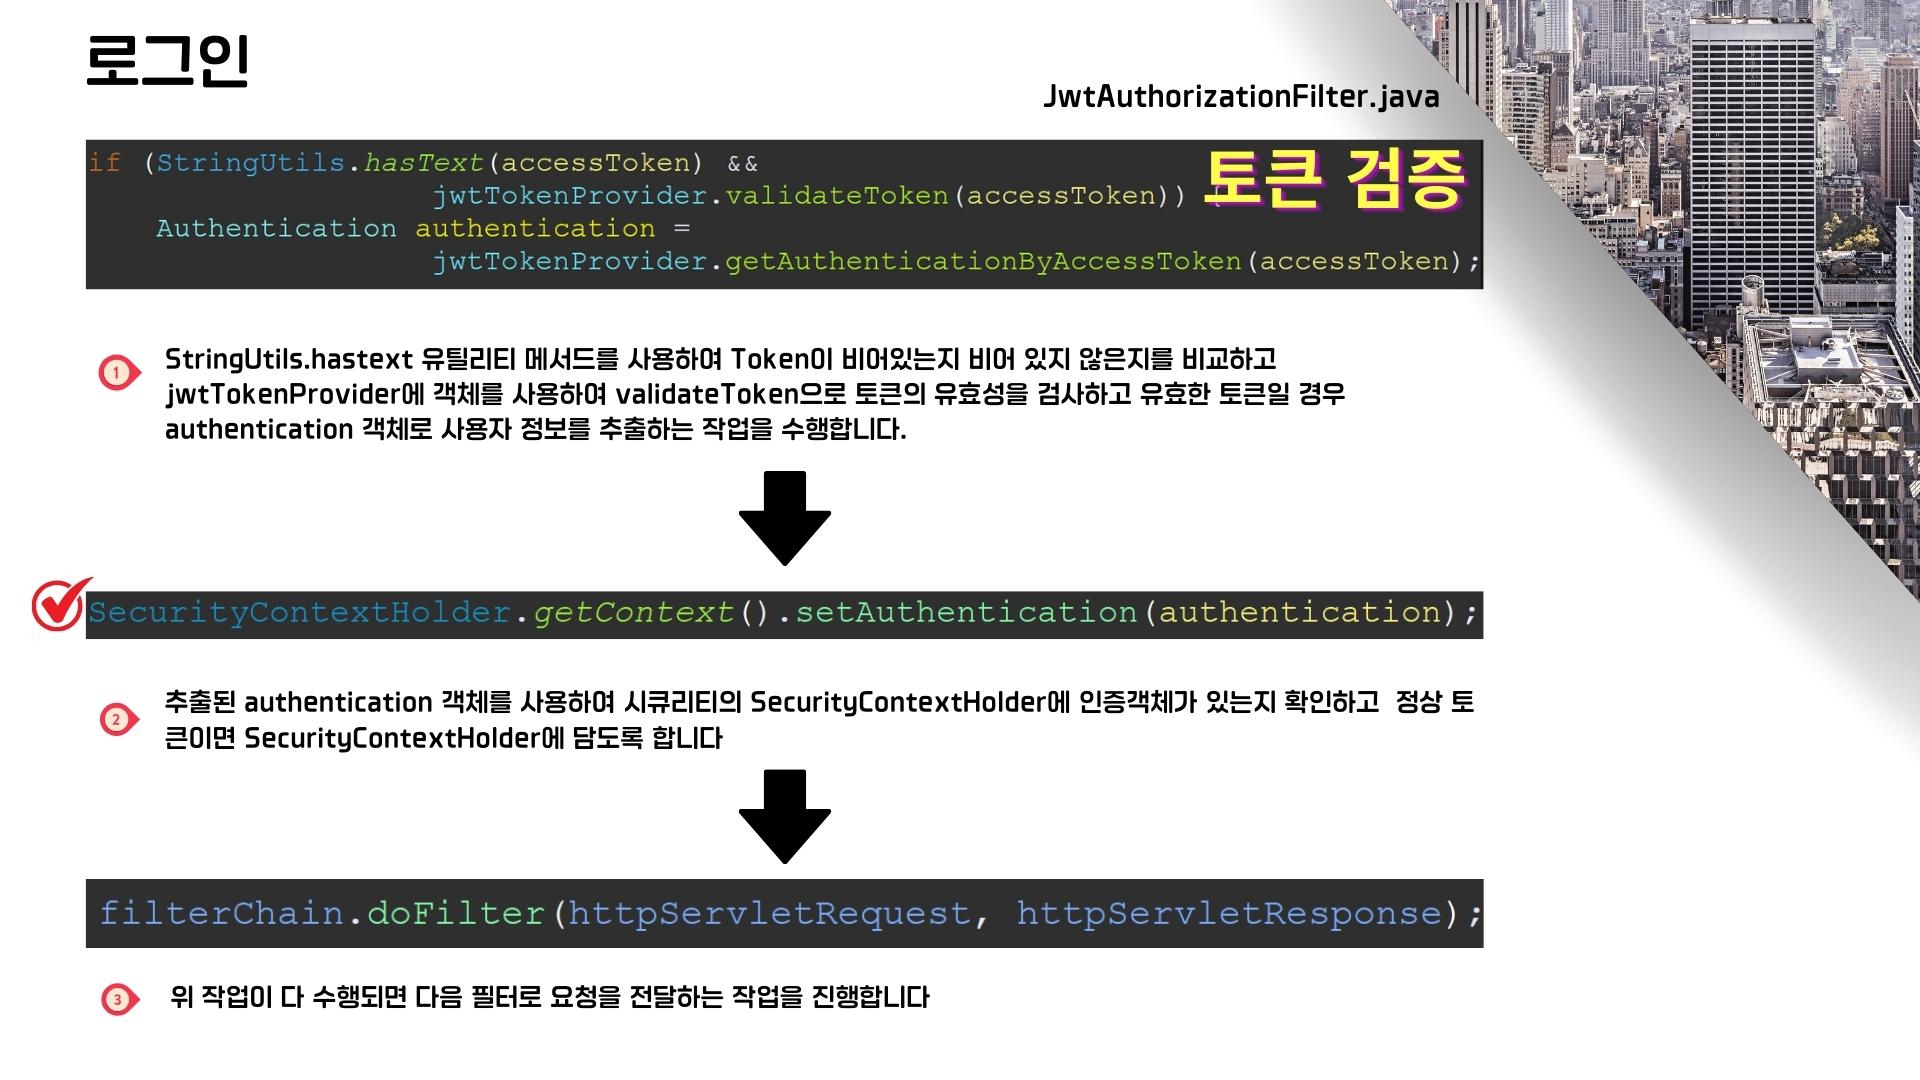 로그인
JwtAuthorizationFilter.java
if (StringUtils.hasText(accessToken) &&
jwtTokenProvider.validateToken(accessToken))
토큰 검증
Authentication authentication =
jwtTokenProvider.getAuthenticationByAccessToken(accessToken);
1
StringUtils.hastext 유틸리티 메서드를 사용하여 Token이 비어있는지 비어 있지 않은지를 비교하고
jwtTokenProvider에 객체를 사용하여 validateToken으로 토큰의 유효성을 검사하고 유효한 토큰일 경우
authentication 객체로 사용자 정보를 추출하는 작업을 수행합니다.
SecurityContextHolder.getContext().setAuthentication(authentication);
2
추출된 authentication 객체를 사용하여 시큐리티의 SecurityContextHolder에 인증객체가 있는지 확인하고 정상 토
큰이면 SecurityContextHolder에 담도록 합니다
filterChain.doFilter(httpServletRequest, httpServletResponse);
3
위 작업이 다 수행되면 다음 필터로 요청을 전달하는 작업을 진행합니다